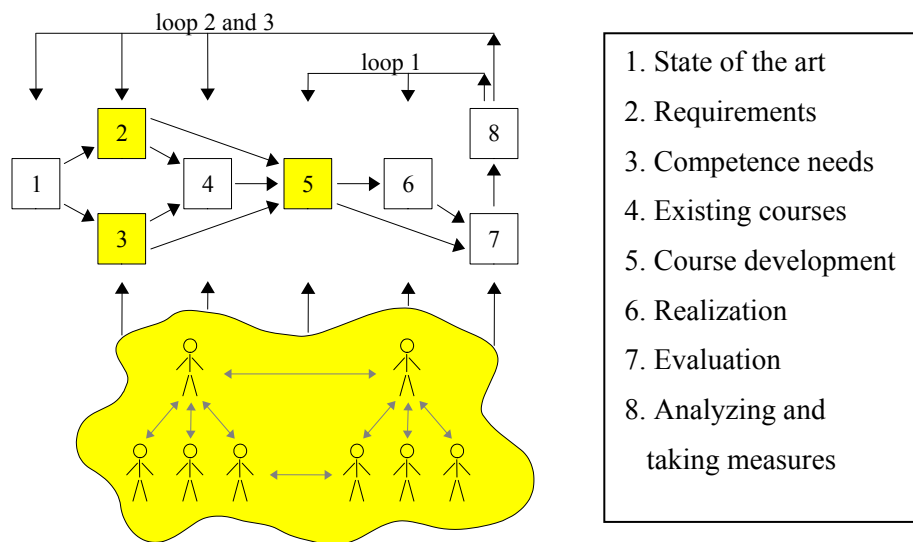 loop 2 and 3
loop 1
2
8
1
4
5
6
3
7
1. State of the art
2. Requirements
3. Competence needs
4. Existing courses
5. Course development
6. Realization
7. Evaluation
8. Analyzing and
taking measures